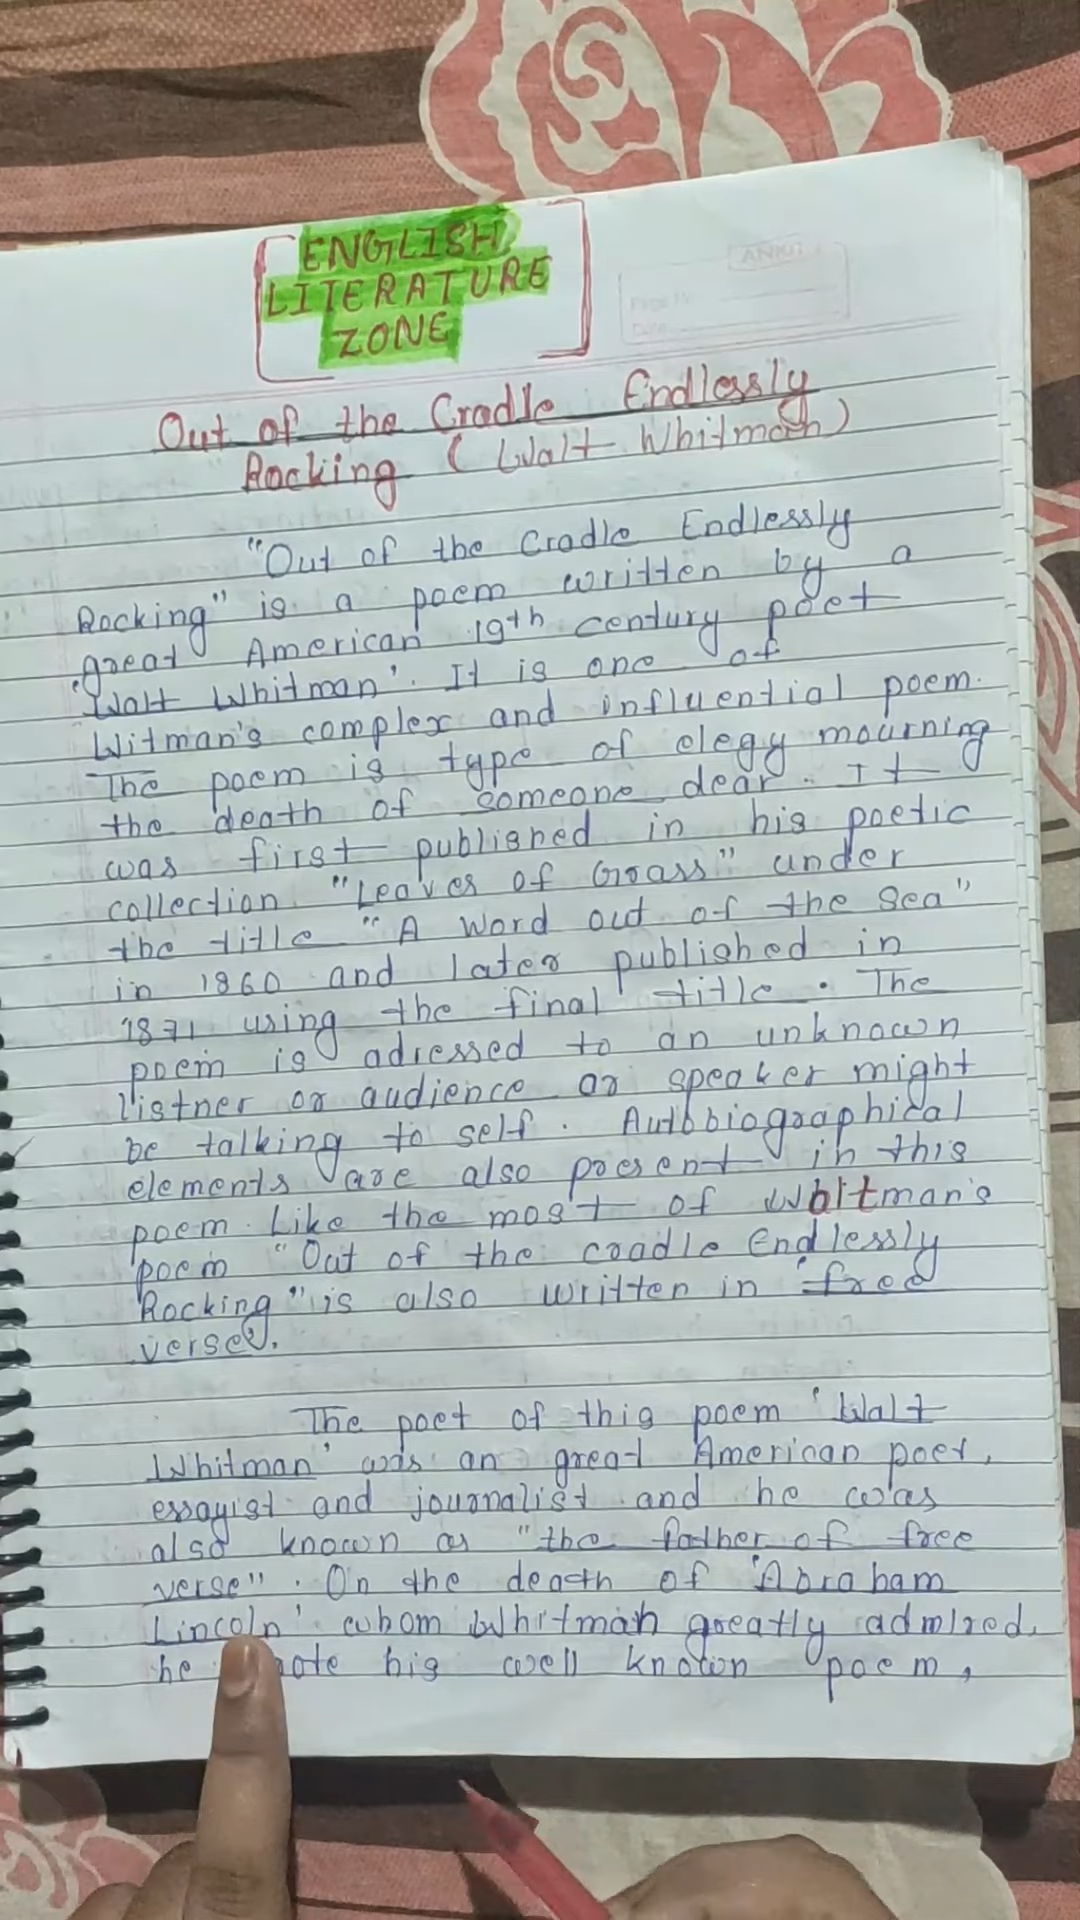 ENGLISH
LITERATURE
ZONE
ANKIT
Page No
Date
Out of the Cradle Endlessly
Rocking (Walt Whitman)
"Out of the Cradle Endlessly
Rocking" is a poem written by a
great American 19th century poet
'Walt Whitman'. It is one of
Witman's complex and influential poem.
The poem is type of elegy mourning
the death of someone dear. It
was first published in his poetic
collection "Leaves of Grass" under
the title "A word out of the Sea"
in 1860 and later published in
1871 using the final title. The
poem is adressed to an unknown
listner or audience or speaker might
be talking to self. Autobiographical
elements are also present in this
poem. Like the most of Whitman's
poem "Out of the cradle Endlessly
Rocking" is also written in 'free
verse'.
The poet of this poem 'Walt
Whitman' was an great American poet,
essayist and journalist and he was
also known as "the father of free
verse". On the death of 'Abraham
Lincoln' whom Whitman greatly admired,
he his well known poem,